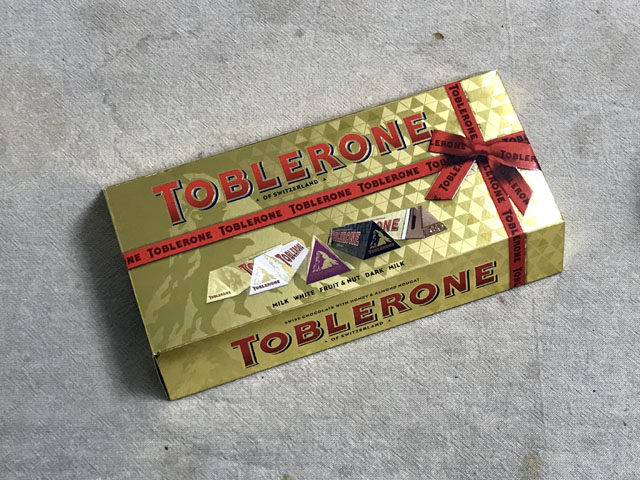 TOBLERONE
OF SWITZERLAND
TOBLERONE TOBLERONE TOBLERONE TOBLERONE TOBLERONE
TOBLERONE
MILK WHITE FRUIT & NUT DARK MILK
SWISS CHOCOLATE WITH HONEY & ALMOND NOUGAT
TOBLERONE
OF SWITZERLAND